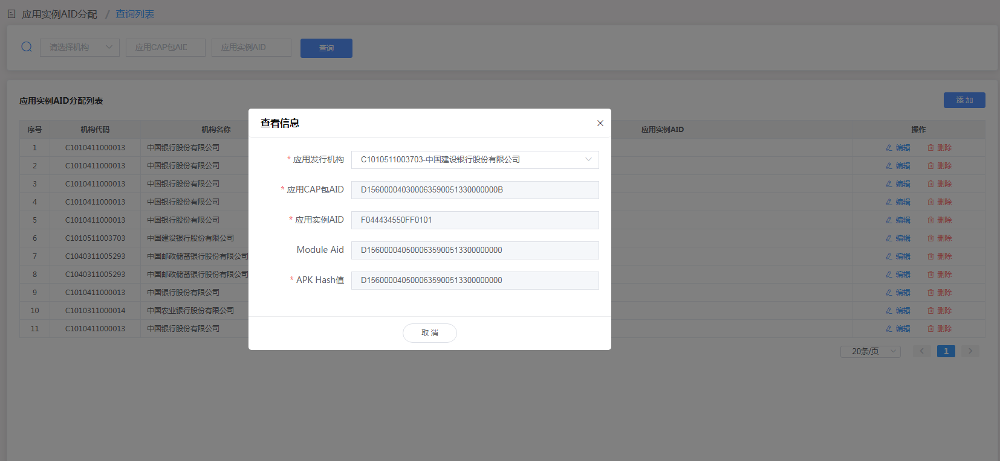 应用实例AID分配 / 查询列表
请选择机构 应用CAP包AID 应用实例AID 查询
应用实例AID分配列表 添 加
序号 机构代码 机构名称 应用实例AID 操作
1 C1010411000013 中国银行股份有限公司 编辑 删除
2 C1010411000013 中国银行股份有限公司 编辑 删除
3 C1010411000013 中国银行股份有限公司 编辑 删除
4 C1010411000013 中国银行股份有限公司 编辑 删除
5 C1010411000013 中国银行股份有限公司 编辑 删除
6 C1010511003703 中国建设银行股份有限公司 编辑 删除
7 C1040311005293 中国邮政储蓄银行股份有限公司 编辑 删除
8 C1040311005293 中国邮政储蓄银行股份有限公司 编辑 删除
9 C1010411000013 中国银行股份有限公司 编辑 删除
10 C1010311000014 中国农业银行股份有限公司 编辑 删除
11 C1010411000013 中国银行股份有限公司 编辑 删除
20条/页 1
查看信息
* 应用发行机构 C1010511003703-中国建设银行股份有限公司
* 应用CAP包AID D156000040300063590051330000000B
* 应用实例AID F044434550FF0101
Module Aid D1560000405000635900513300000000
* APK Hash值 D1560000405000635900513300000000
取 消